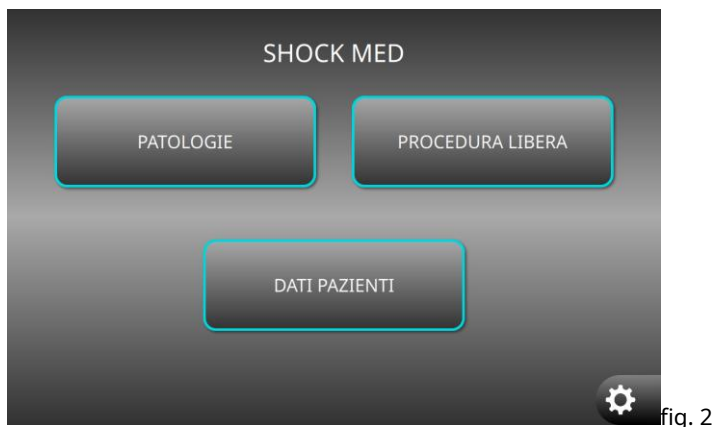 SHOCK MED
PATOLOGIE
PROCEDURA LIBERA
DATI PAZIENTI
fig. 2